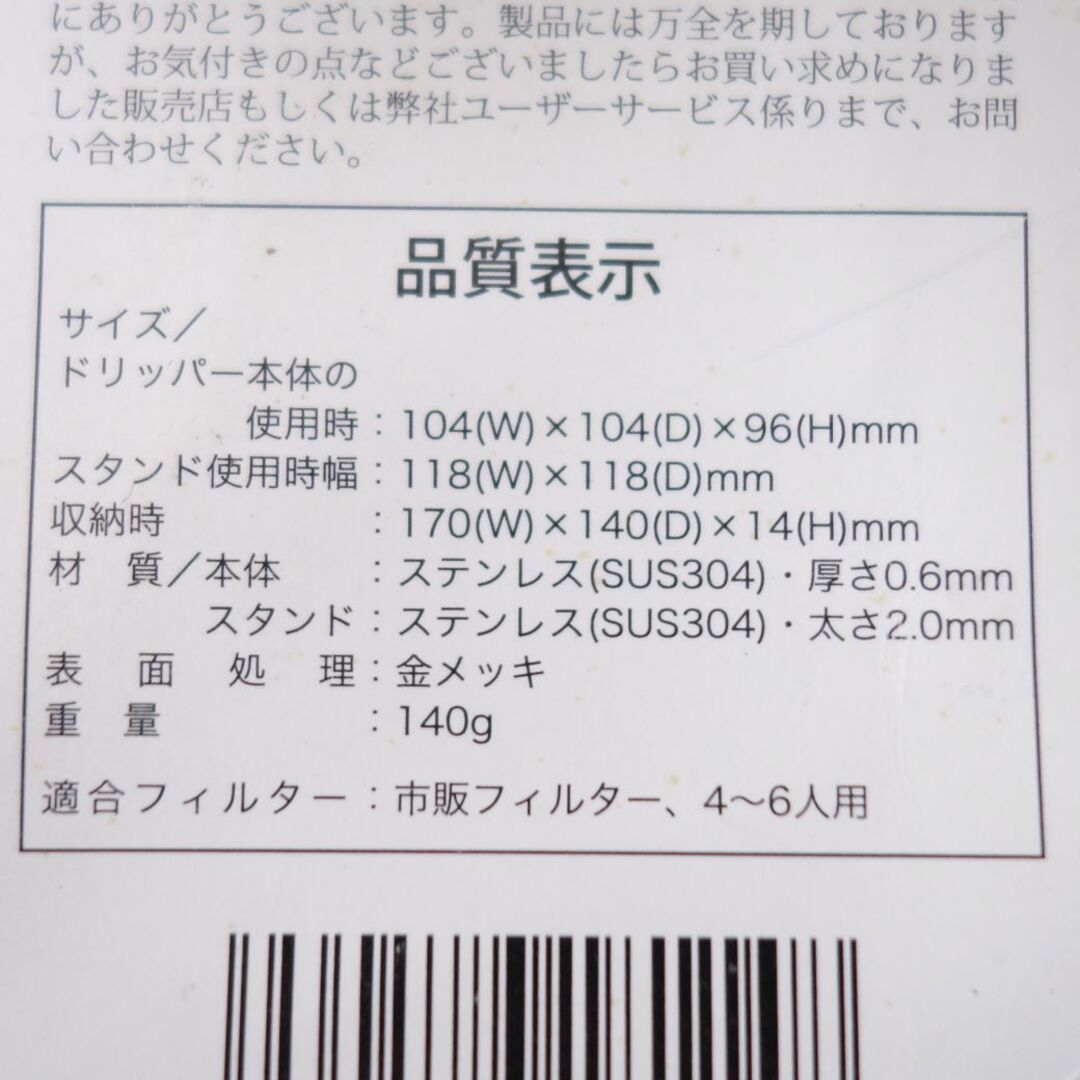 にありがとうございます。製品には万全を期しております
が、お気付きの点などございましたらお買い求めになりま
した販売店もしくは弊社ユーザーサービス係りまで、お問
い合わせください。
品質表示
サイズ／
ドリッパー本体の
使用時：104(W)×104(D)×96(H)mm
スタンド使用時幅：118(W)×118(D)mm
収納時：170(W)×140(D)×14(H)mm
材 質／本体：ステンレス(SUS304)・厚さ0.6mm
スタンド：ステンレス(SUS304)・太さ2.0mm
表 面 処 理：金メッキ
重 量：140g
適合フィルター：市販フィルター、4〜6人用